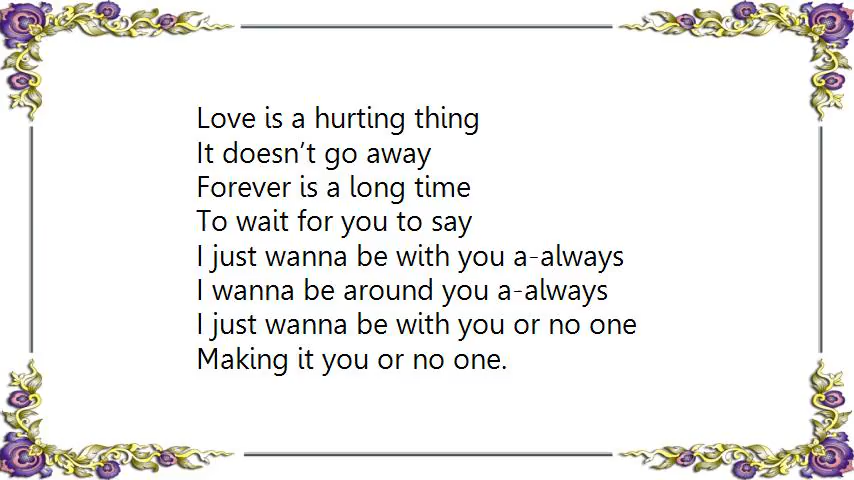 Love is a hurting thing
It doesn’t go away
Forever is a long time
To wait for you to say
I just wanna be with you a-always
I wanna be around you a-always
I just wanna be with you or no one
Making it you or no one.